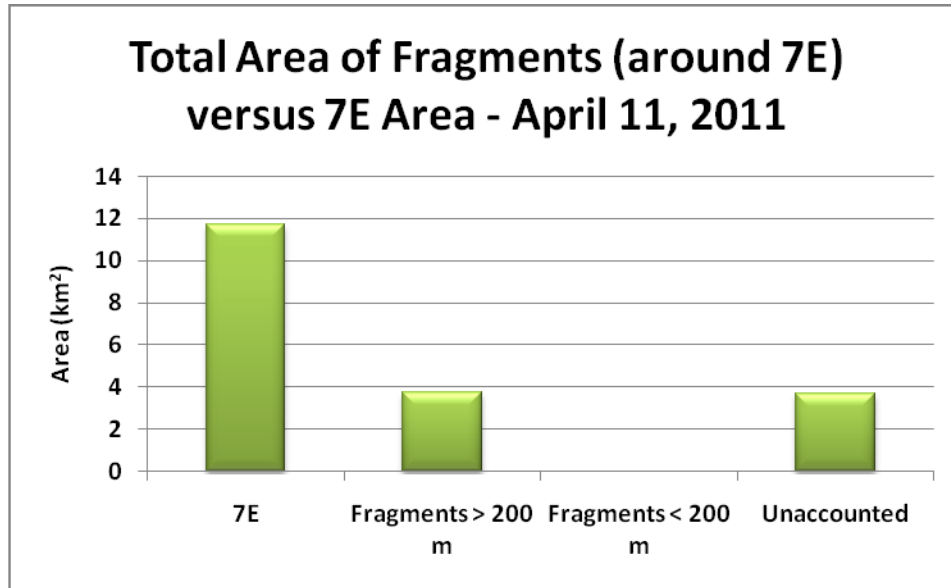 Total Area of Fragments (around 7E)
versus 7E Area - April 11, 2011
14
12
10
8
6
4
2
0
Area (km²)
7E
Fragments > 200
m
Fragments < 200
m
Unaccounted